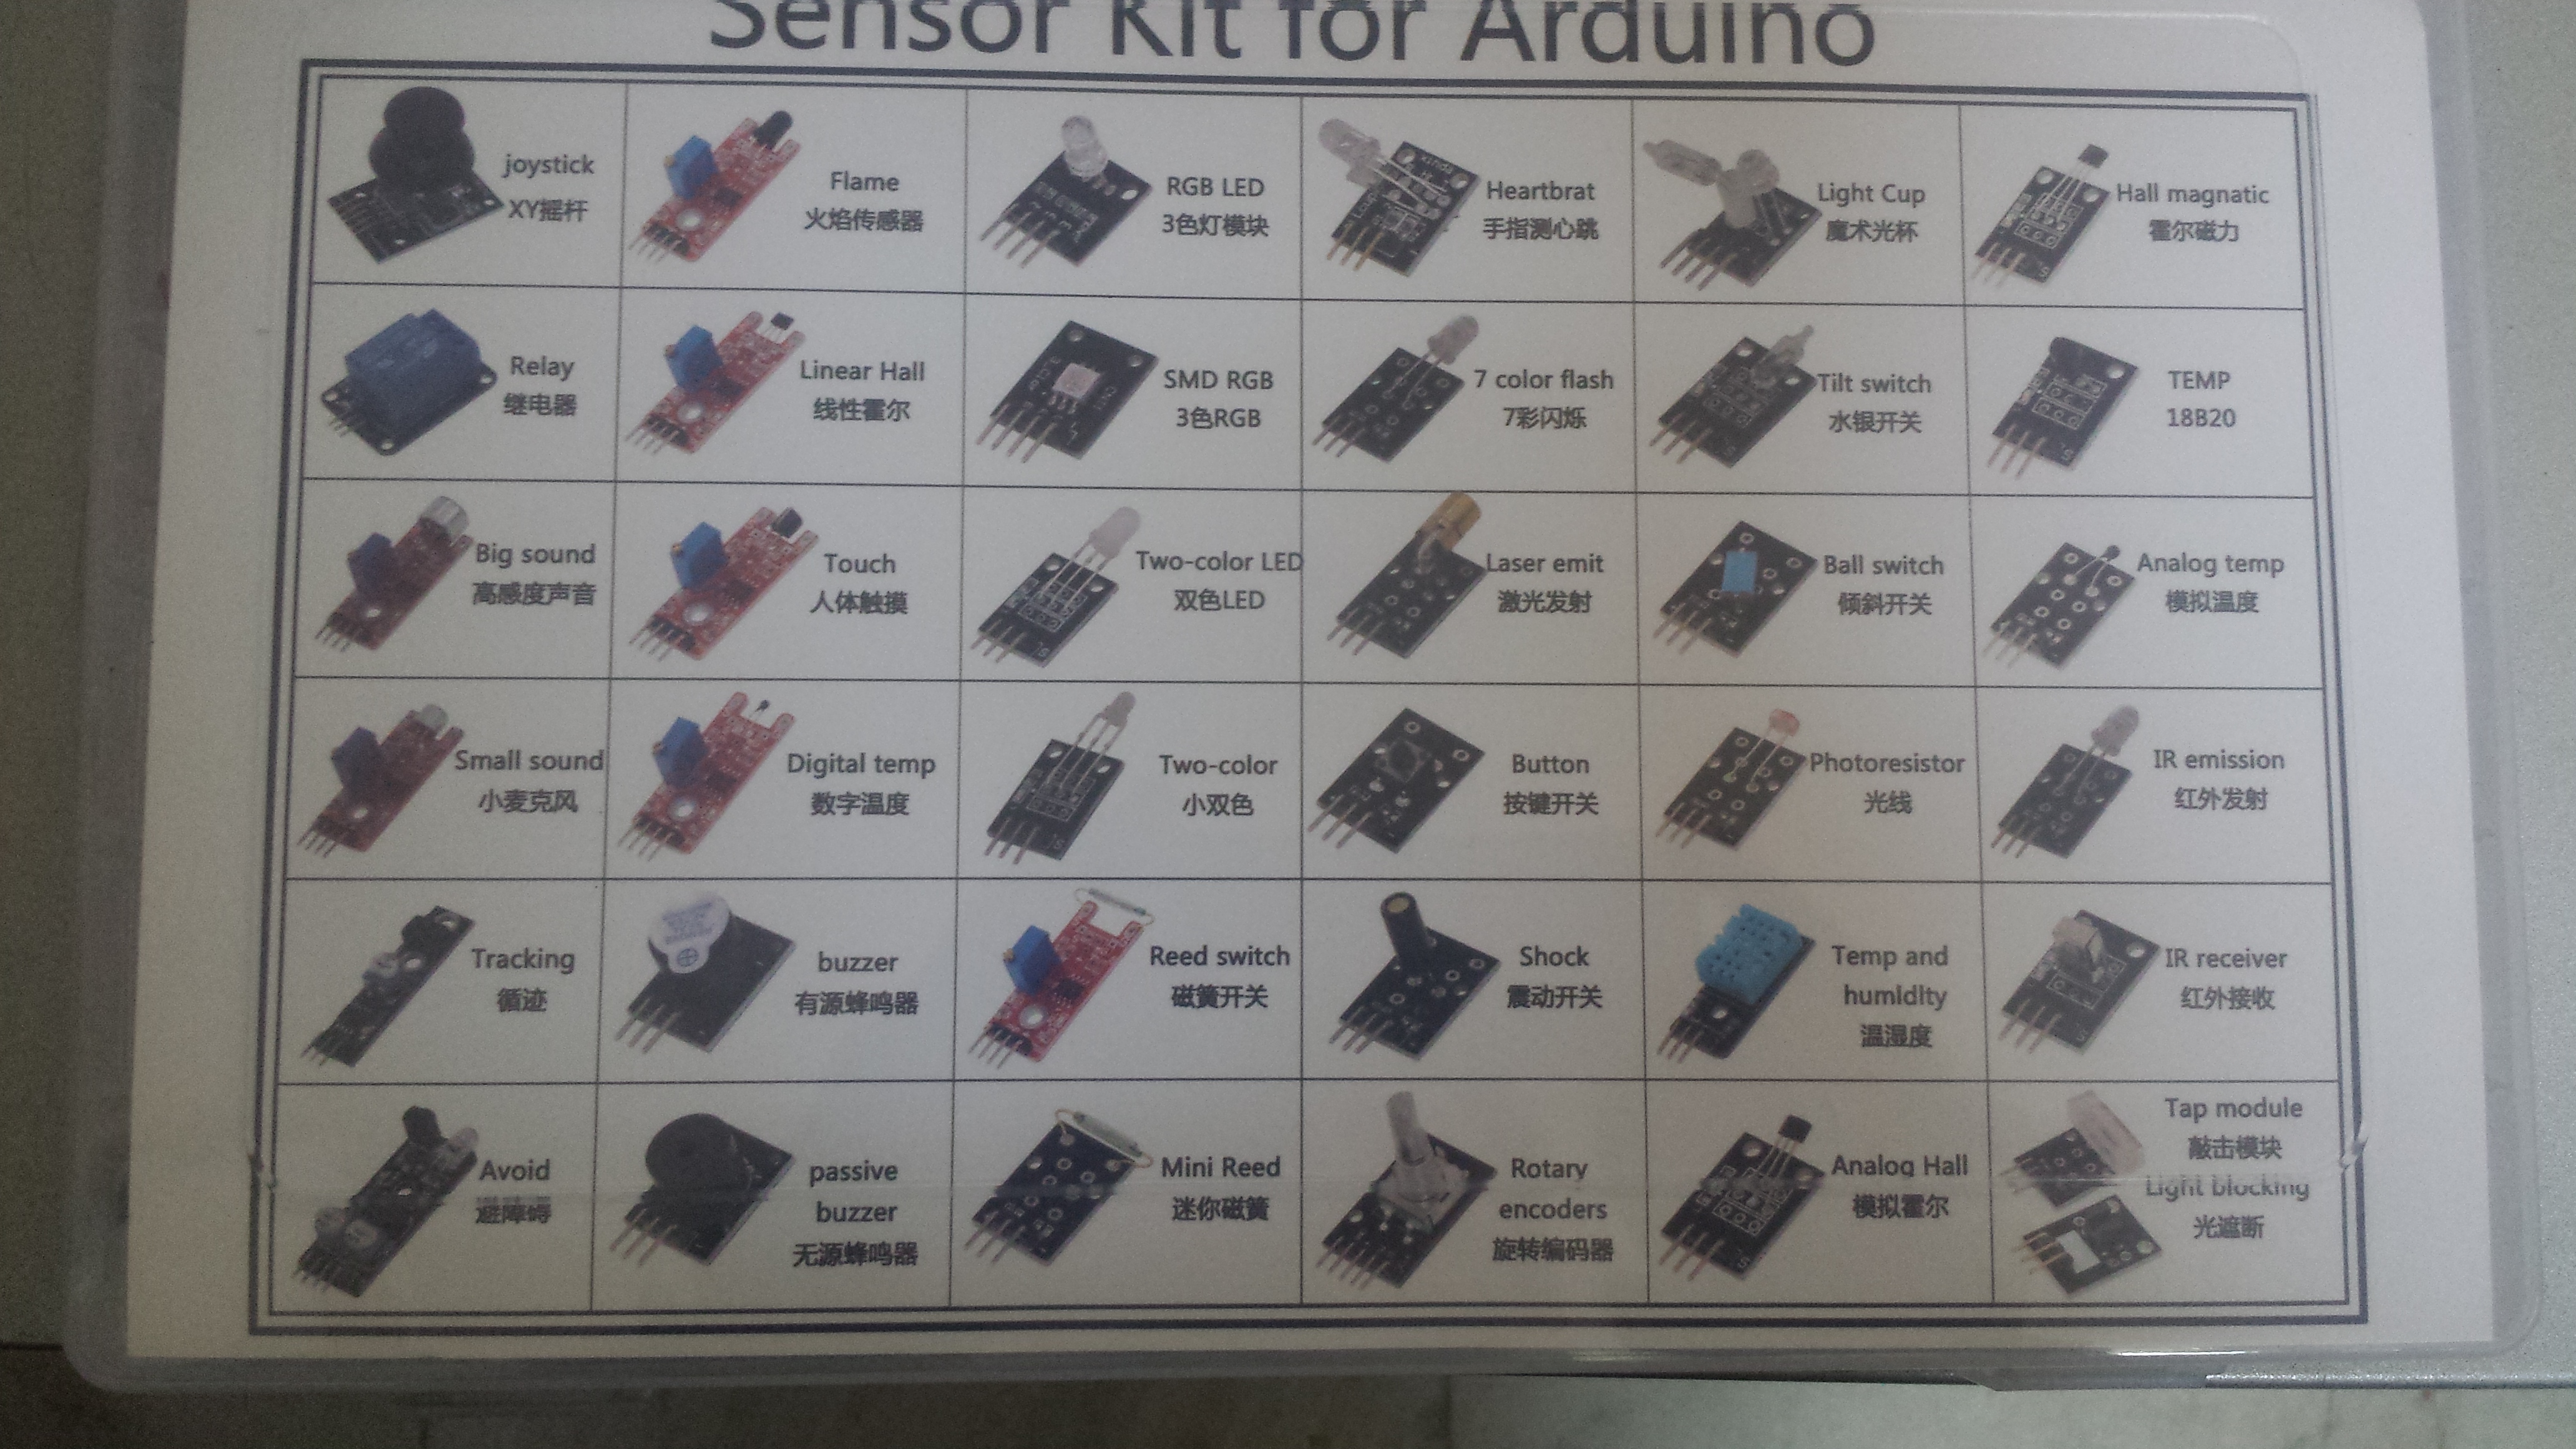 Sensor Kit for Arduino
joystick
XY摇杆
Flame
火焰传感器
RGB LED
3色灯模块
Heartbrat
手指测心跳
Light Cup
魔术光杯
Hall magnatic
霍尔磁力
Relay
继电器
Linear Hall
线性霍尔
SMD RGB
3色RGB
7 color flash
7彩闪烁
Tilt switch
水银开关
TEMP
18B20
Big sound
高感度声音
Touch
人体触摸
Two-color LED
双色LED
Laser emit
激光发射
Ball switch
倾斜开关
Analog temp
模拟温度
Small sound
小麦克风
Digital temp
数字温度
Two-color
小双色
Button
按键开关
Photoresistor
光线
IR emission
红外发射
Tracking
循迹
buzzer
有源蜂鸣器
Reed switch
磁簧开关
Shock
震动开关
Temp and
humidity
温湿度
IR receiver
红外接收
Avoid
避障碍
passive
buzzer
无源蜂鸣器
Mini Reed
迷你磁簧
Rotary
encoders
旋转编码器
Analog Hall
模拟霍尔
Tap module
敲击模块
Light blocking
光遮断